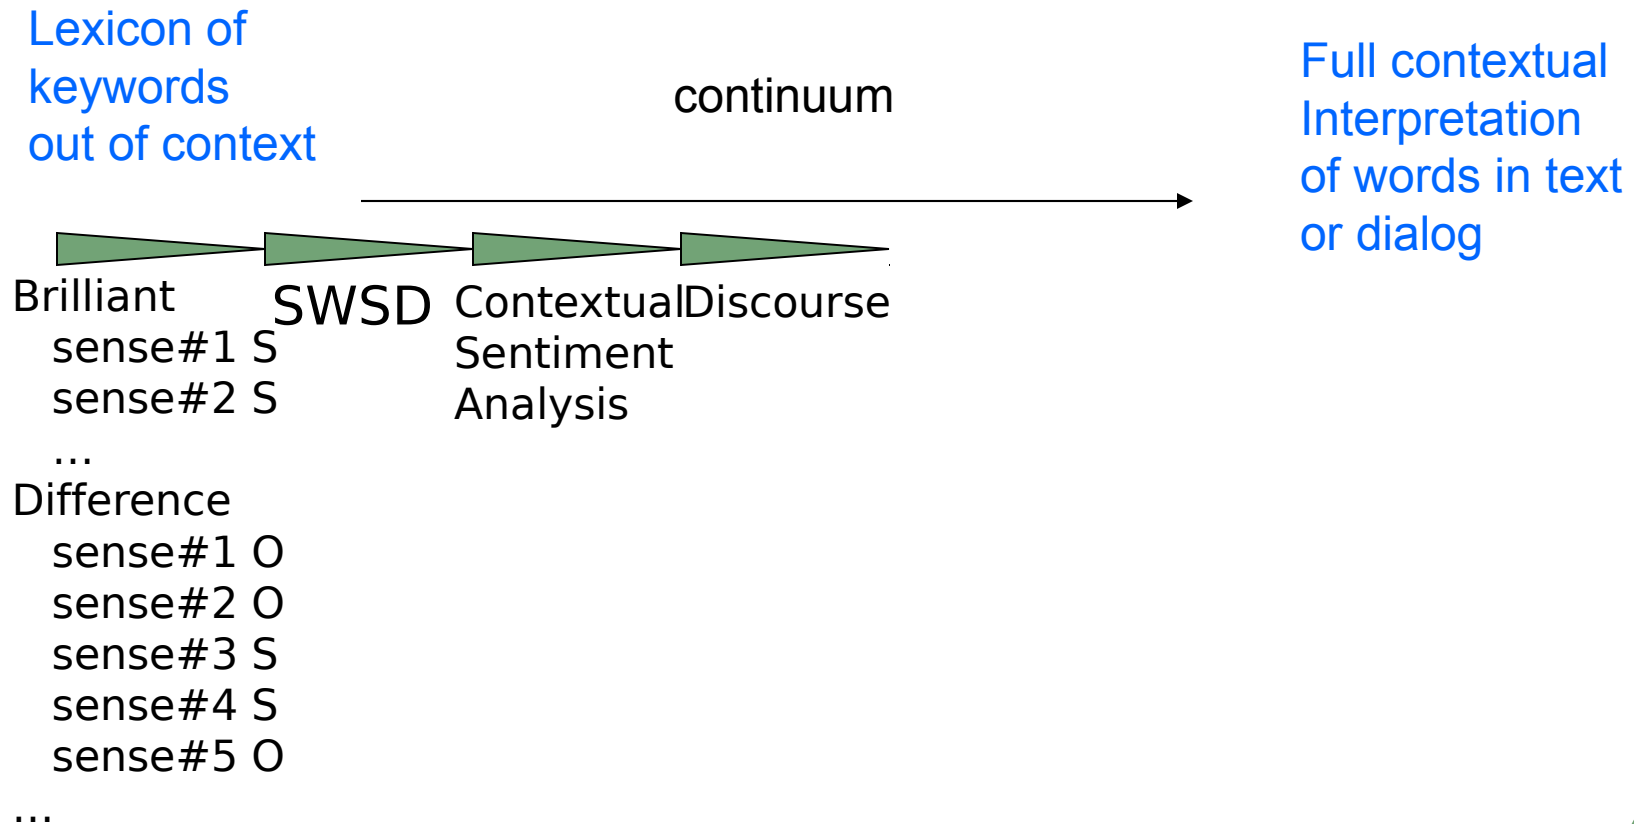 Lexicon of
keywords
out of context
continuum
Full contextual
Interpretation
of words in text
or dialog
Brilliant
sense#1 S
sense#2 S
...
Difference
sense#1 O
sense#2 O
sense#3 S
sense#4 S
sense#5 O
...
SWSD
Contextual
Sentiment
Analysis
Discourse